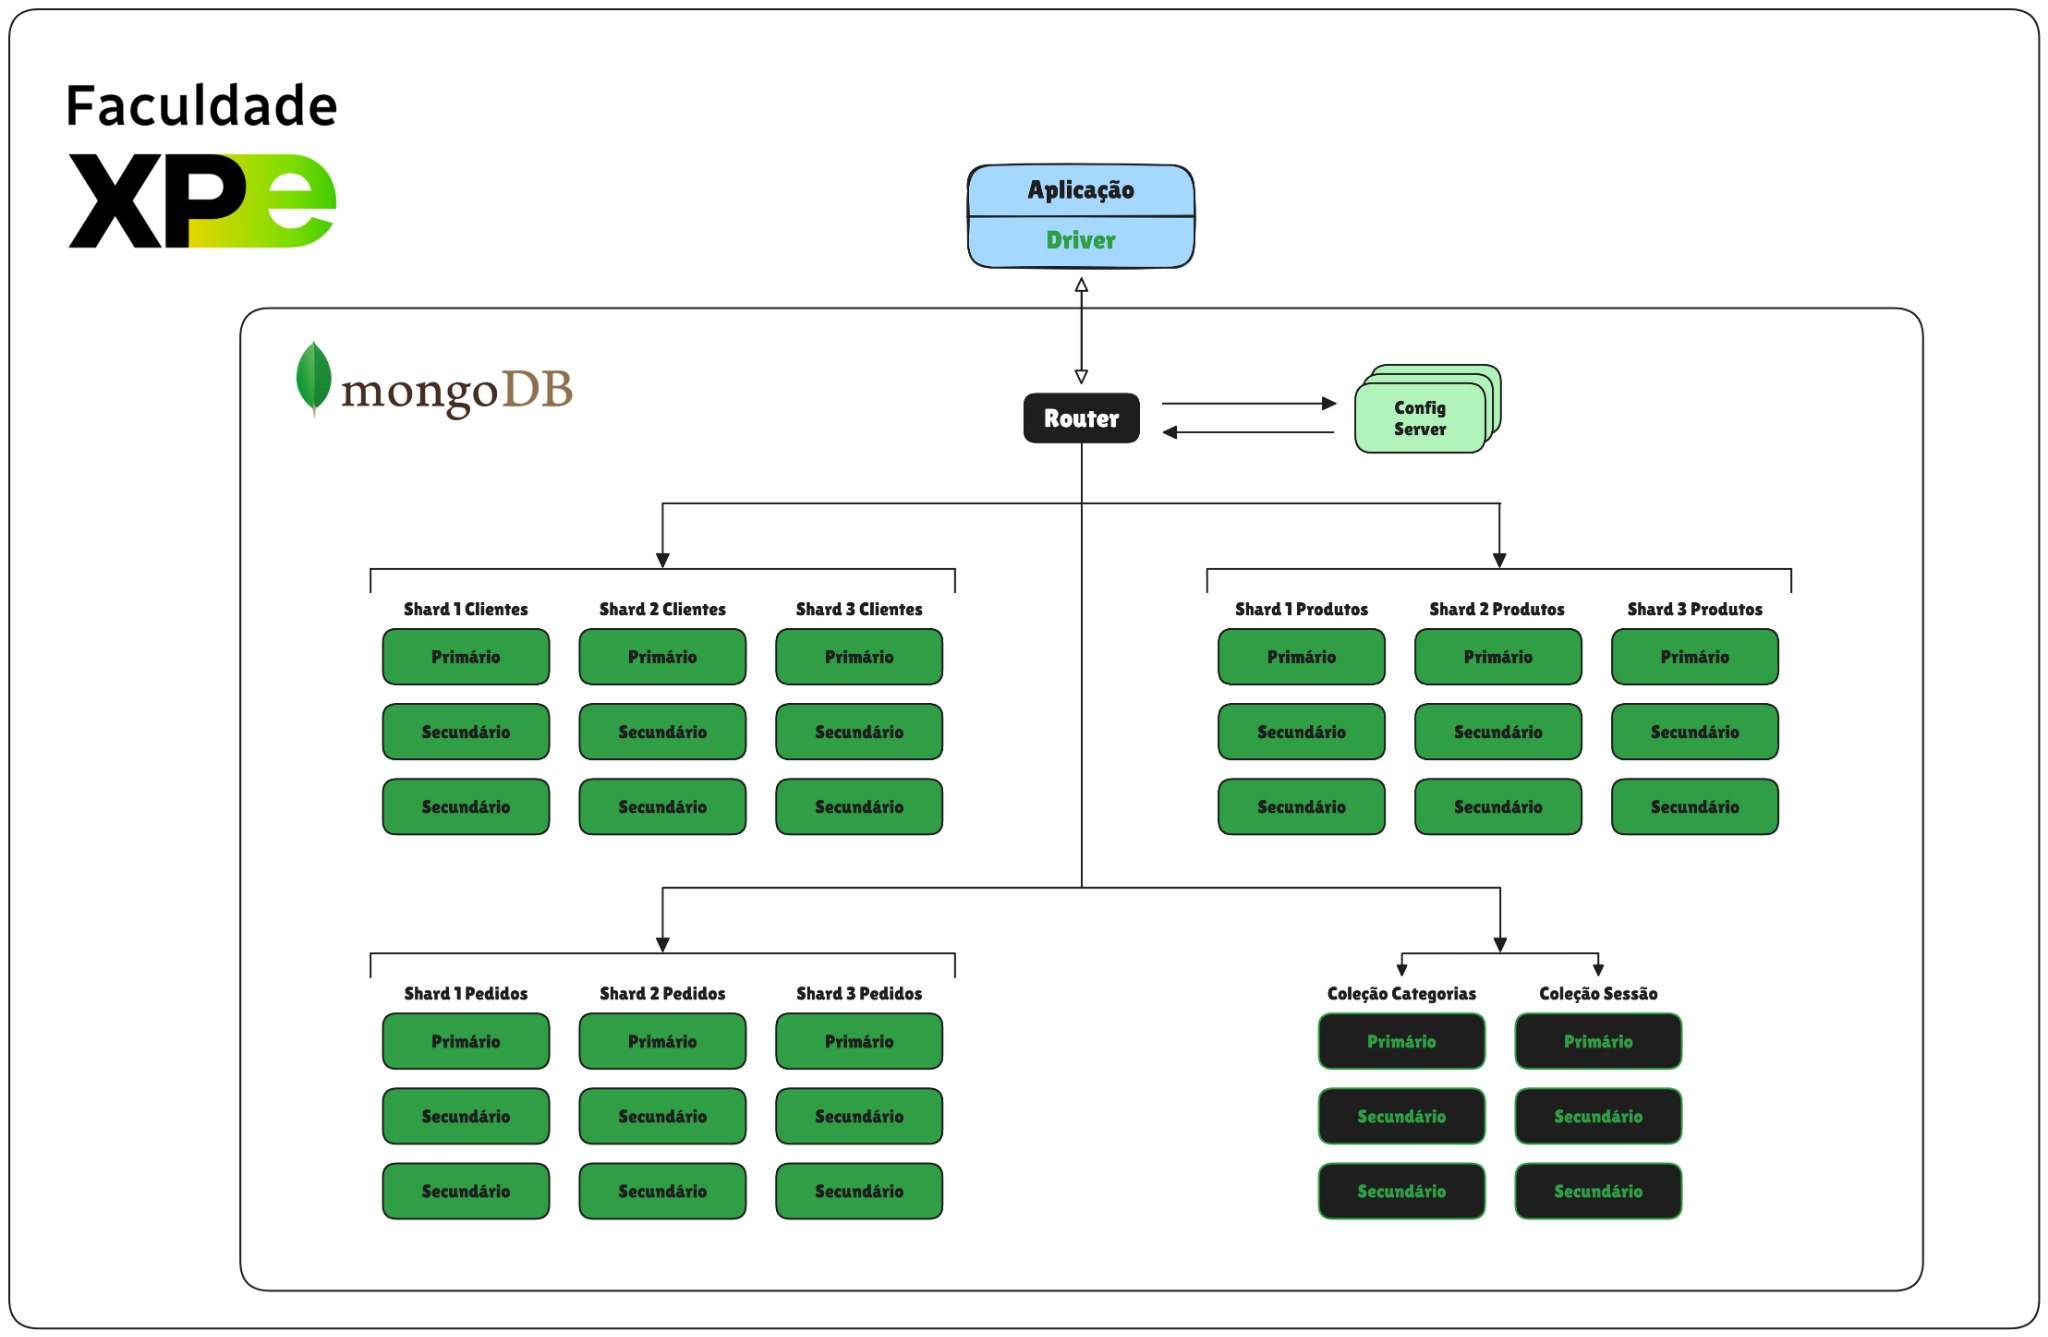 Faculdade
XPe
Aplicação
Driver
mongoDB
Router
Config
Server
Shard 1 Clientes
Shard 2 Clientes
Shard 3 Clientes
Primário
Primário
Primário
Secundário
Secundário
Secundário
Secundário
Secundário
Secundário
Shard 1 Produtos
Shard 2 Produtos
Shard 3 Produtos
Primário
Primário
Primário
Secundário
Secundário
Secundário
Secundário
Secundário
Secundário
Shard 1 Pedidos
Shard 2 Pedidos
Shard 3 Pedidos
Primário
Primário
Primário
Secundário
Secundário
Secundário
Secundário
Secundário
Secundário
Coleção Categorias
Coleção Sessão
Primário
Primário
Secundário
Secundário
Secundário
Secundário